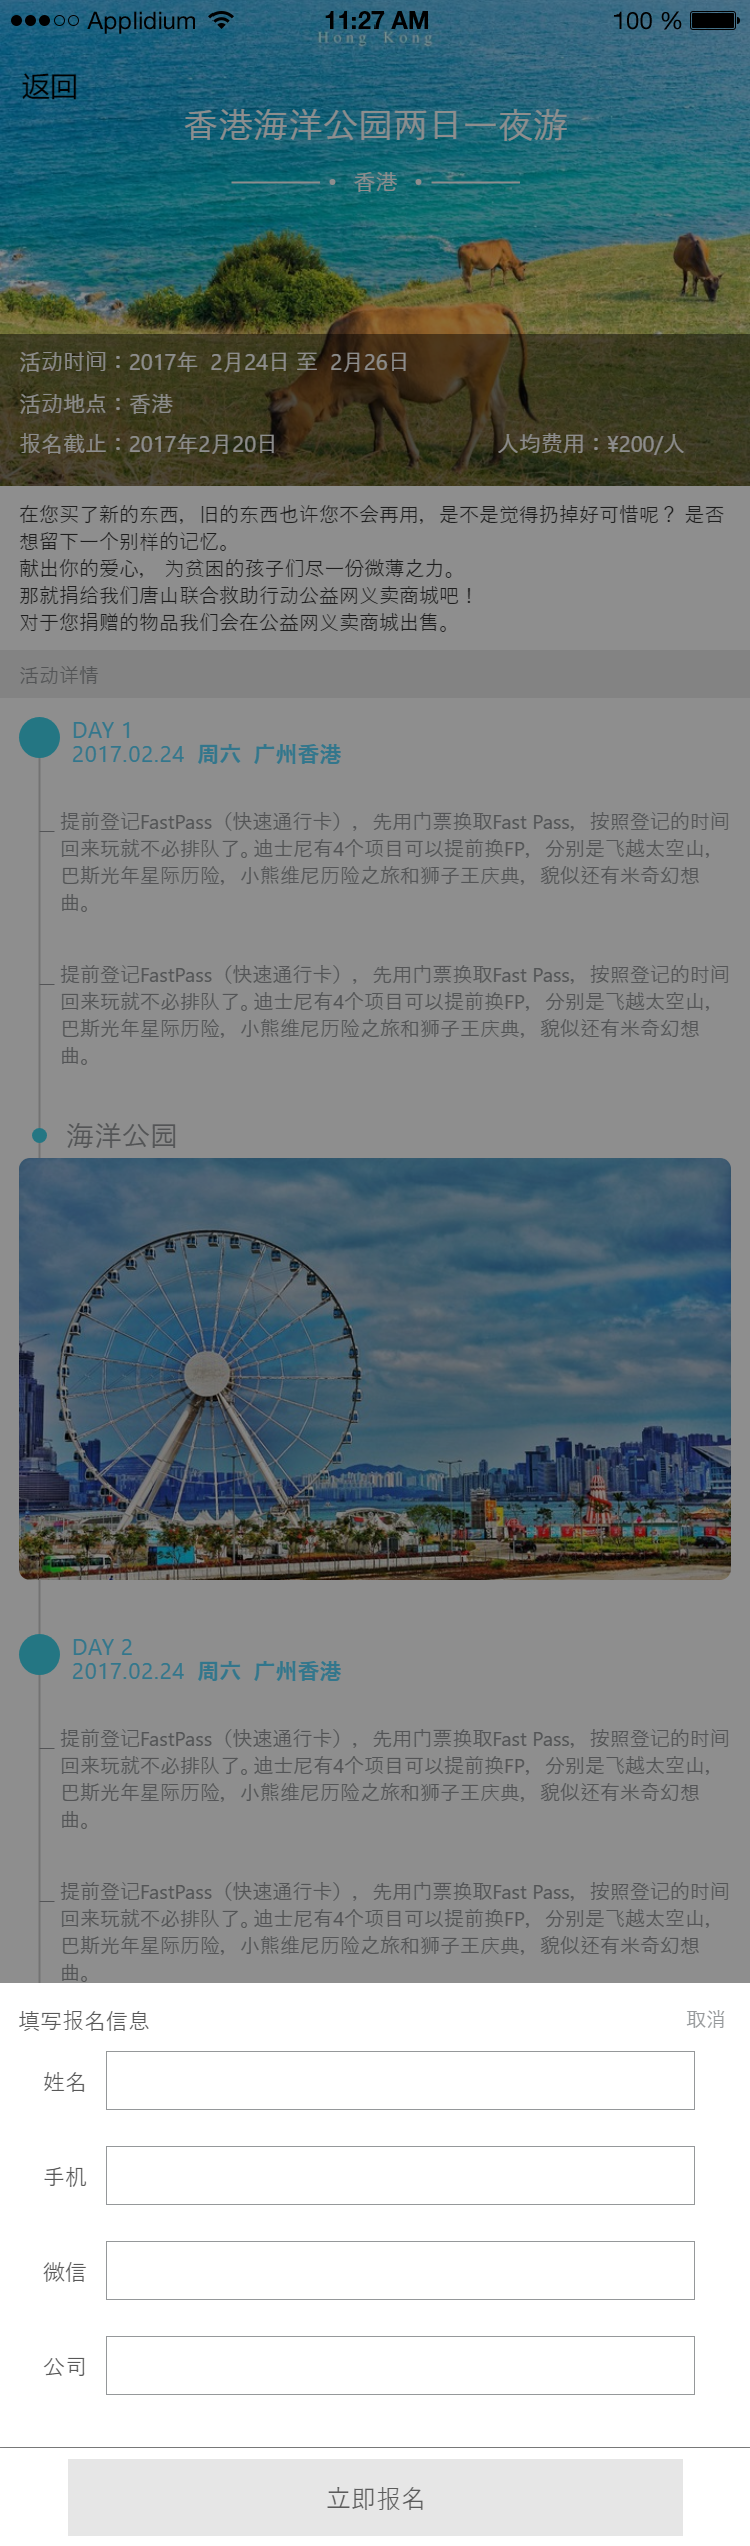 Applidium 11:27 AM 100 %
Hong Kong
返回
香港海洋公园两日一夜游
香港
活动时间：2017年 2月24日 至 2月26日
活动地点：香港
报名截止：2017年2月20日 人均费用：¥200/人
在您买了新的东西，旧的东西也许您不会再用，是不是觉得扔掉好可惜呢？是否
想留下一个别样的记忆。
献出你的爱心， 为贫困的孩子们尽一份微薄之力。
那就捐给我们唐山联合救助行动公益网义卖商城吧！
对于您捐赠的物品我们会在公益网义卖商城出售。
活动详情
DAY 1
2017.02.24 周六 广州香港
提前登记FastPass（快速通行卡），先用门票换取Fast Pass，按照登记的时间
回来玩就不必排队了。迪士尼有4个项目可以提前换FP，分别是飞越太空山，
巴斯光年星际历险，小熊维尼历险之旅和狮子王庆典，貌似还有米奇幻想
曲。
提前登记FastPass（快速通行卡），先用门票换取Fast Pass，按照登记的时间
回来玩就不必排队了。迪士尼有4个项目可以提前换FP，分别是飞越太空山，
巴斯光年星际历险，小熊维尼历险之旅和狮子王庆典，貌似还有米奇幻想
曲。
海洋公园
DAY 2
2017.02.24 周六 广州香港
提前登记FastPass（快速通行卡），先用门票换取Fast Pass，按照登记的时间
回来玩就不必排队了。迪士尼有4个项目可以提前换FP，分别是飞越太空山，
巴斯光年星际历险，小熊维尼历险之旅和狮子王庆典，貌似还有米奇幻想
曲。
提前登记FastPass（快速通行卡），先用门票换取Fast Pass，按照登记的时间
回来玩就不必排队了。迪士尼有4个项目可以提前换FP，分别是飞越太空山，
巴斯光年星际历险，小熊维尼历险之旅和狮子王庆典，貌似还有米奇幻想
曲。
填写报名信息 取消
姓名
手机
微信
公司
立即报名